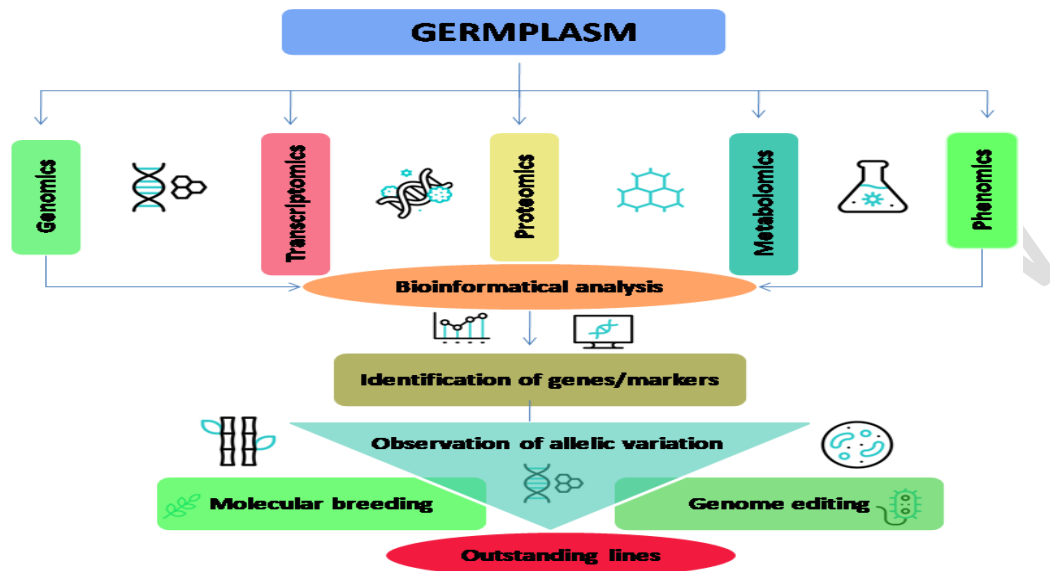 GERMPLASM
Genomics
Transcriptomics
Proteomics
Metabolomics
Phenomics
Bioinformatical analysis
Identification of genes/markers
Observation of allelic variation
Molecular breeding
Genome editing
Outstanding lines